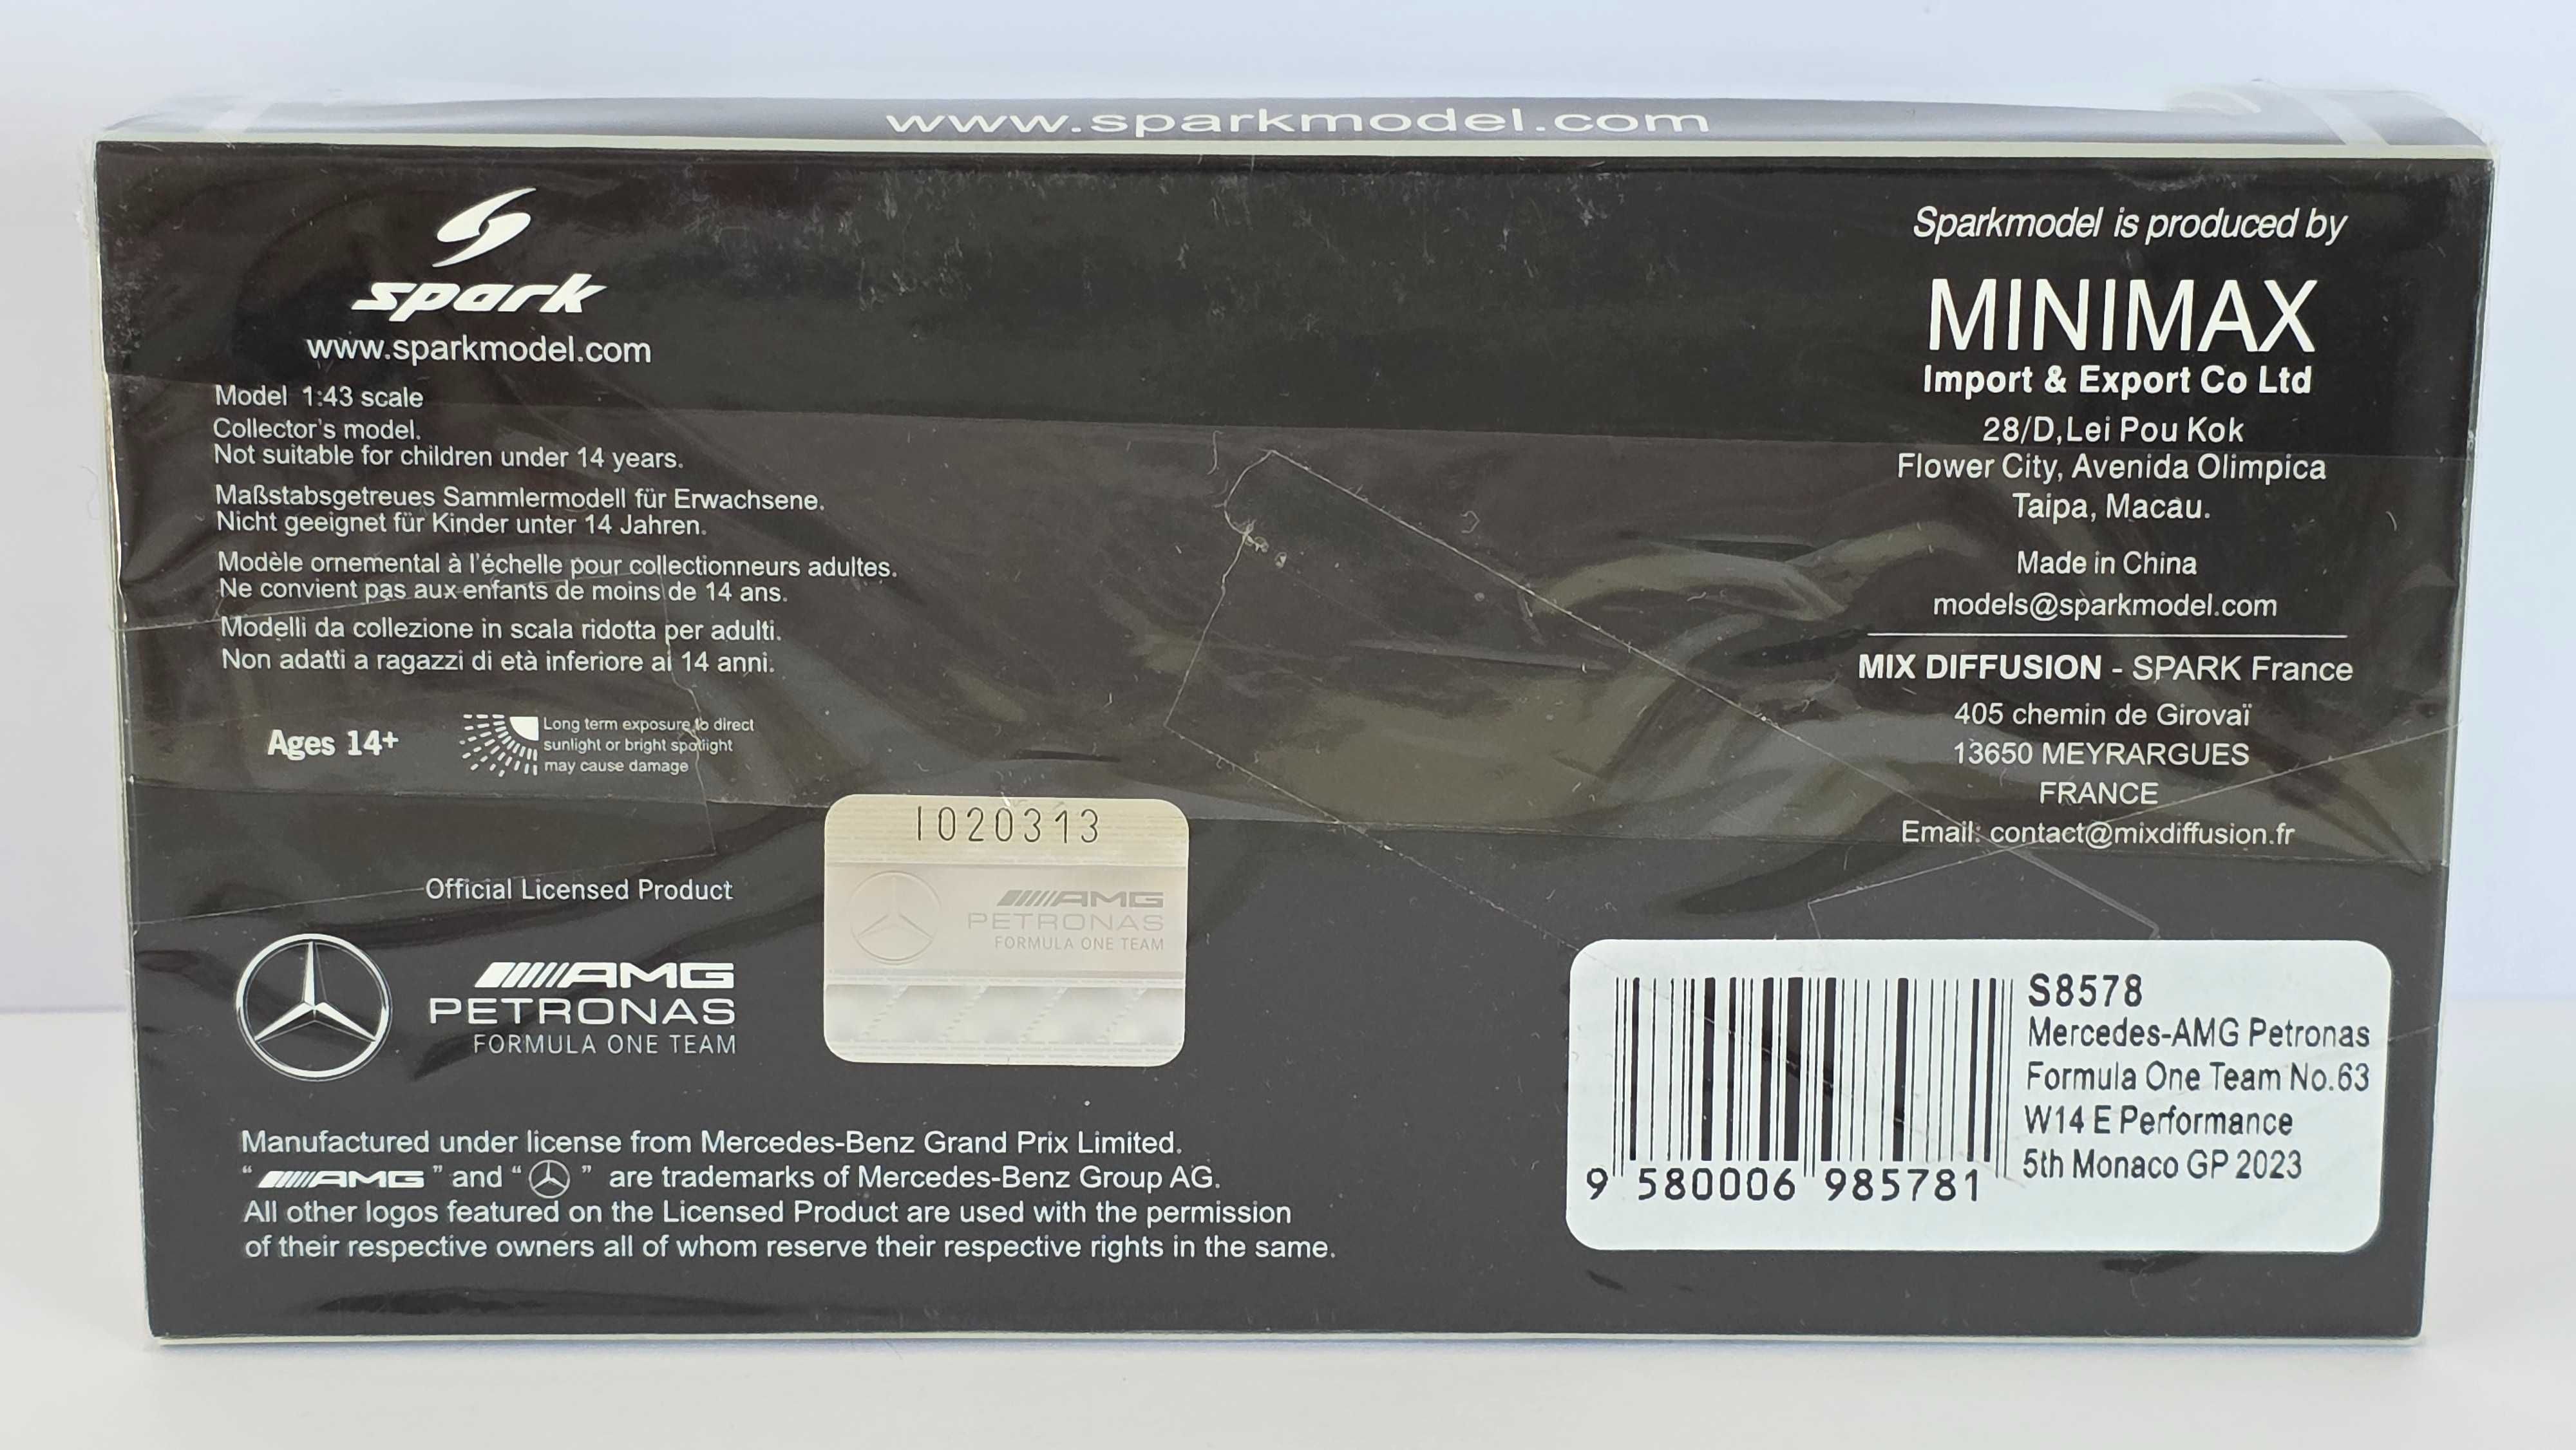 www.sparkmodel.com
spark
www.sparkmodel.com
Model 1:43 scale
Collector's model.
Not suitable for children under 14 years.
Maßstabsgetreues Sammlermodell für Erwachsene.
Nicht geeignet für Kinder unter 14 Jahren.
Modèle ornemental à l'échelle pour collectionneurs adultes.
Ne convient pas aux enfants de moins de 14 ans.
Modelli da collezione in scala ridotta per adulti.
Non adatti a ragazzi di età inferiore ai 14 anni.
Ages 14+
Long term exposure to direct
sunlight or bright spotlight
may cause damage
Official Licensed Product
AMG
PETRONAS
FORMULA ONE TEAM
1020313
AMG
PETRONAS
FORMULA ONE TEAM
Manufactured under license from Mercedes-Benz Grand Prix Limited.
“ AMG ” and “ ” are trademarks of Mercedes-Benz Group AG.
All other logos featured on the Licensed Product are used with the permission
of their respective owners all of whom reserve their respective rights in the same.
Sparkmodel is produced by
MINIMAX
Import & Export Co Ltd
28/D,Lei Pou Kok
Flower City, Avenida Olimpica
Taipa, Macau.
Made in China
models@sparkmodel.com
MIX DIFFUSION - SPARK France
405 chemin de Girovaï
13650 MEYRARGUES
FRANCE
Email: contact@mixdiffusion.fr
S8578
Mercedes-AMG Petronas
Formula One Team No.63
W14 E Performance
5th Monaco GP 2023
9 580006 985781